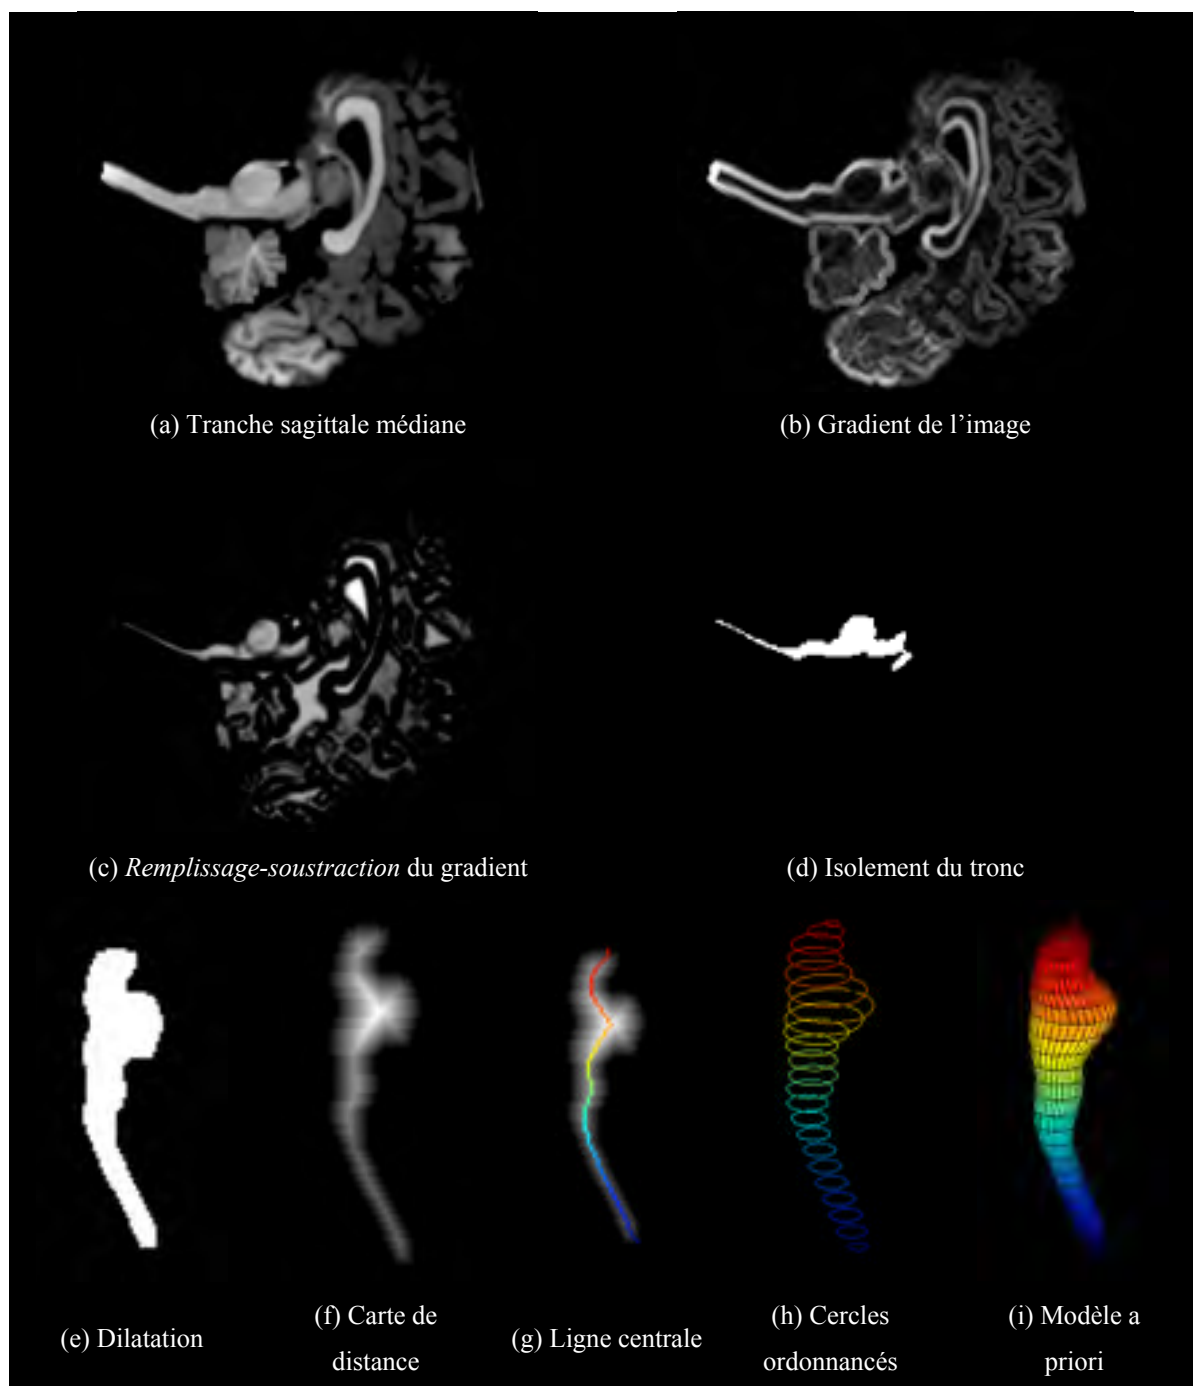 (a) Tranche sagittale médiane
(b) Gradient de l’image
(c) Remplissage-soustraction du gradient
(d) Isolement du tronc
(e) Dilatation
(f) Carte de
distance
(g) Ligne centrale
(h) Cercles
ordonnancés
(i) Modèle a
priori